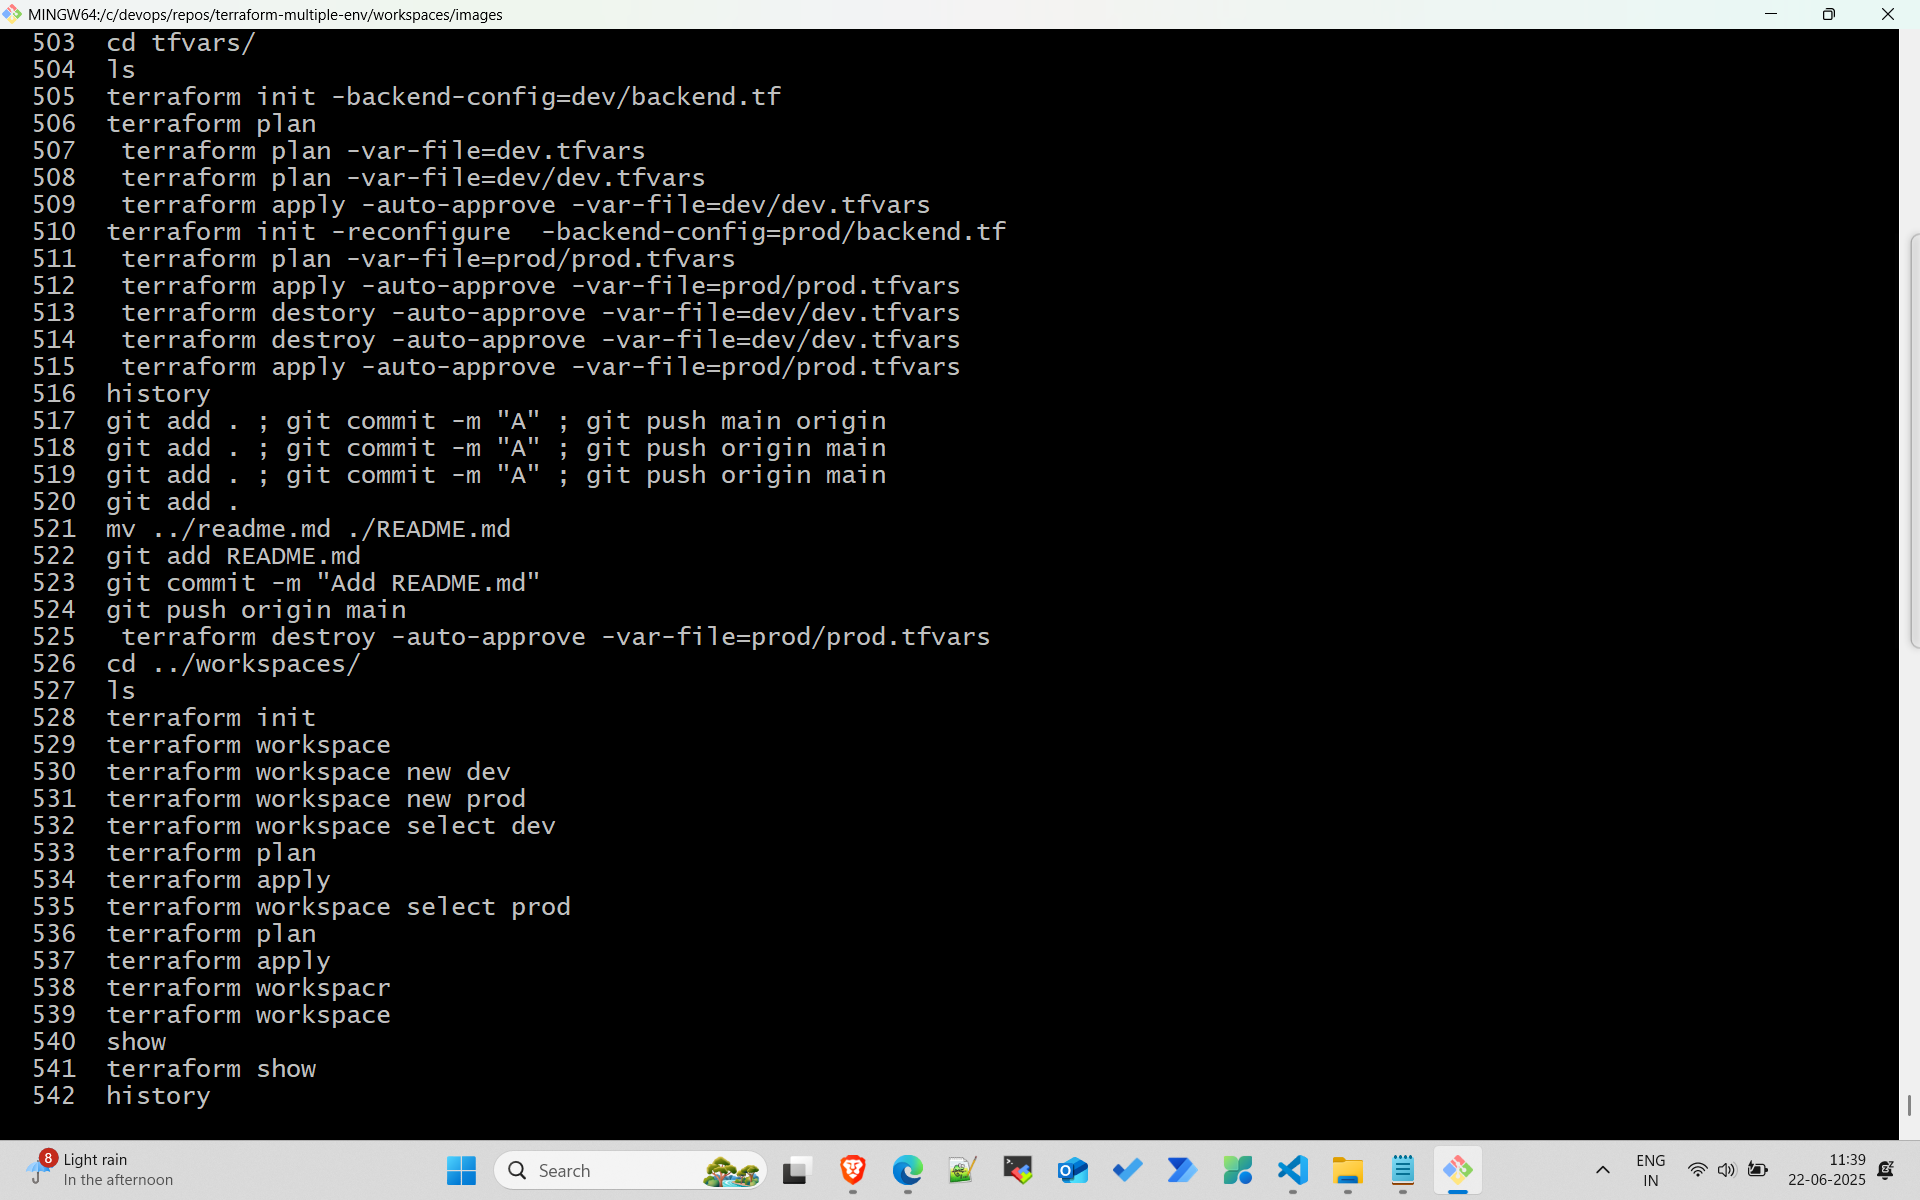 MINGW64:/c/devops/repos/terraform-multiple-env/workspaces/images
503  cd tfvars/
504  ls
505  terraform init -backend-config=dev/backend.tf
506  terraform plan
507   terraform plan -var-file=dev.tfvars
508   terraform plan -var-file=dev/dev.tfvars
509   terraform apply -auto-approve -var-file=dev/dev.tfvars
510  terraform init -reconfigure  -backend-config=prod/backend.tf
511   terraform plan -var-file=prod/prod.tfvars
512   terraform apply -auto-approve -var-file=prod/prod.tfvars
513   terraform destory -auto-approve -var-file=dev/dev.tfvars
514   terraform destroy -auto-approve -var-file=dev/dev.tfvars
515   terraform apply -auto-approve -var-file=prod/prod.tfvars
516  history
517  git add . ; git commit -m "A" ; git push main origin
518  git add . ; git commit -m "A" ; git push origin main
519  git add . ; git commit -m "A" ; git push origin main
520  git add .
521  mv ../readme.md ./README.md
522  git add README.md
523  git commit -m "Add README.md"
524  git push origin main
525   terraform destroy -auto-approve -var-file=prod/prod.tfvars
526  cd ../workspaces/
527  ls
528  terraform init
529  terraform workspace
530  terraform workspace new dev
531  terraform workspace new prod
532  terraform workspace select dev
533  terraform plan
534  terraform apply
535  terraform workspace select prod
536  terraform plan
537  terraform apply
538  terraform workspacr
539  terraform workspace
540  show
541  terraform show
542  history
8
Light rain
In the afternoon
Search
ENG
IN
11:39
22-06-2025